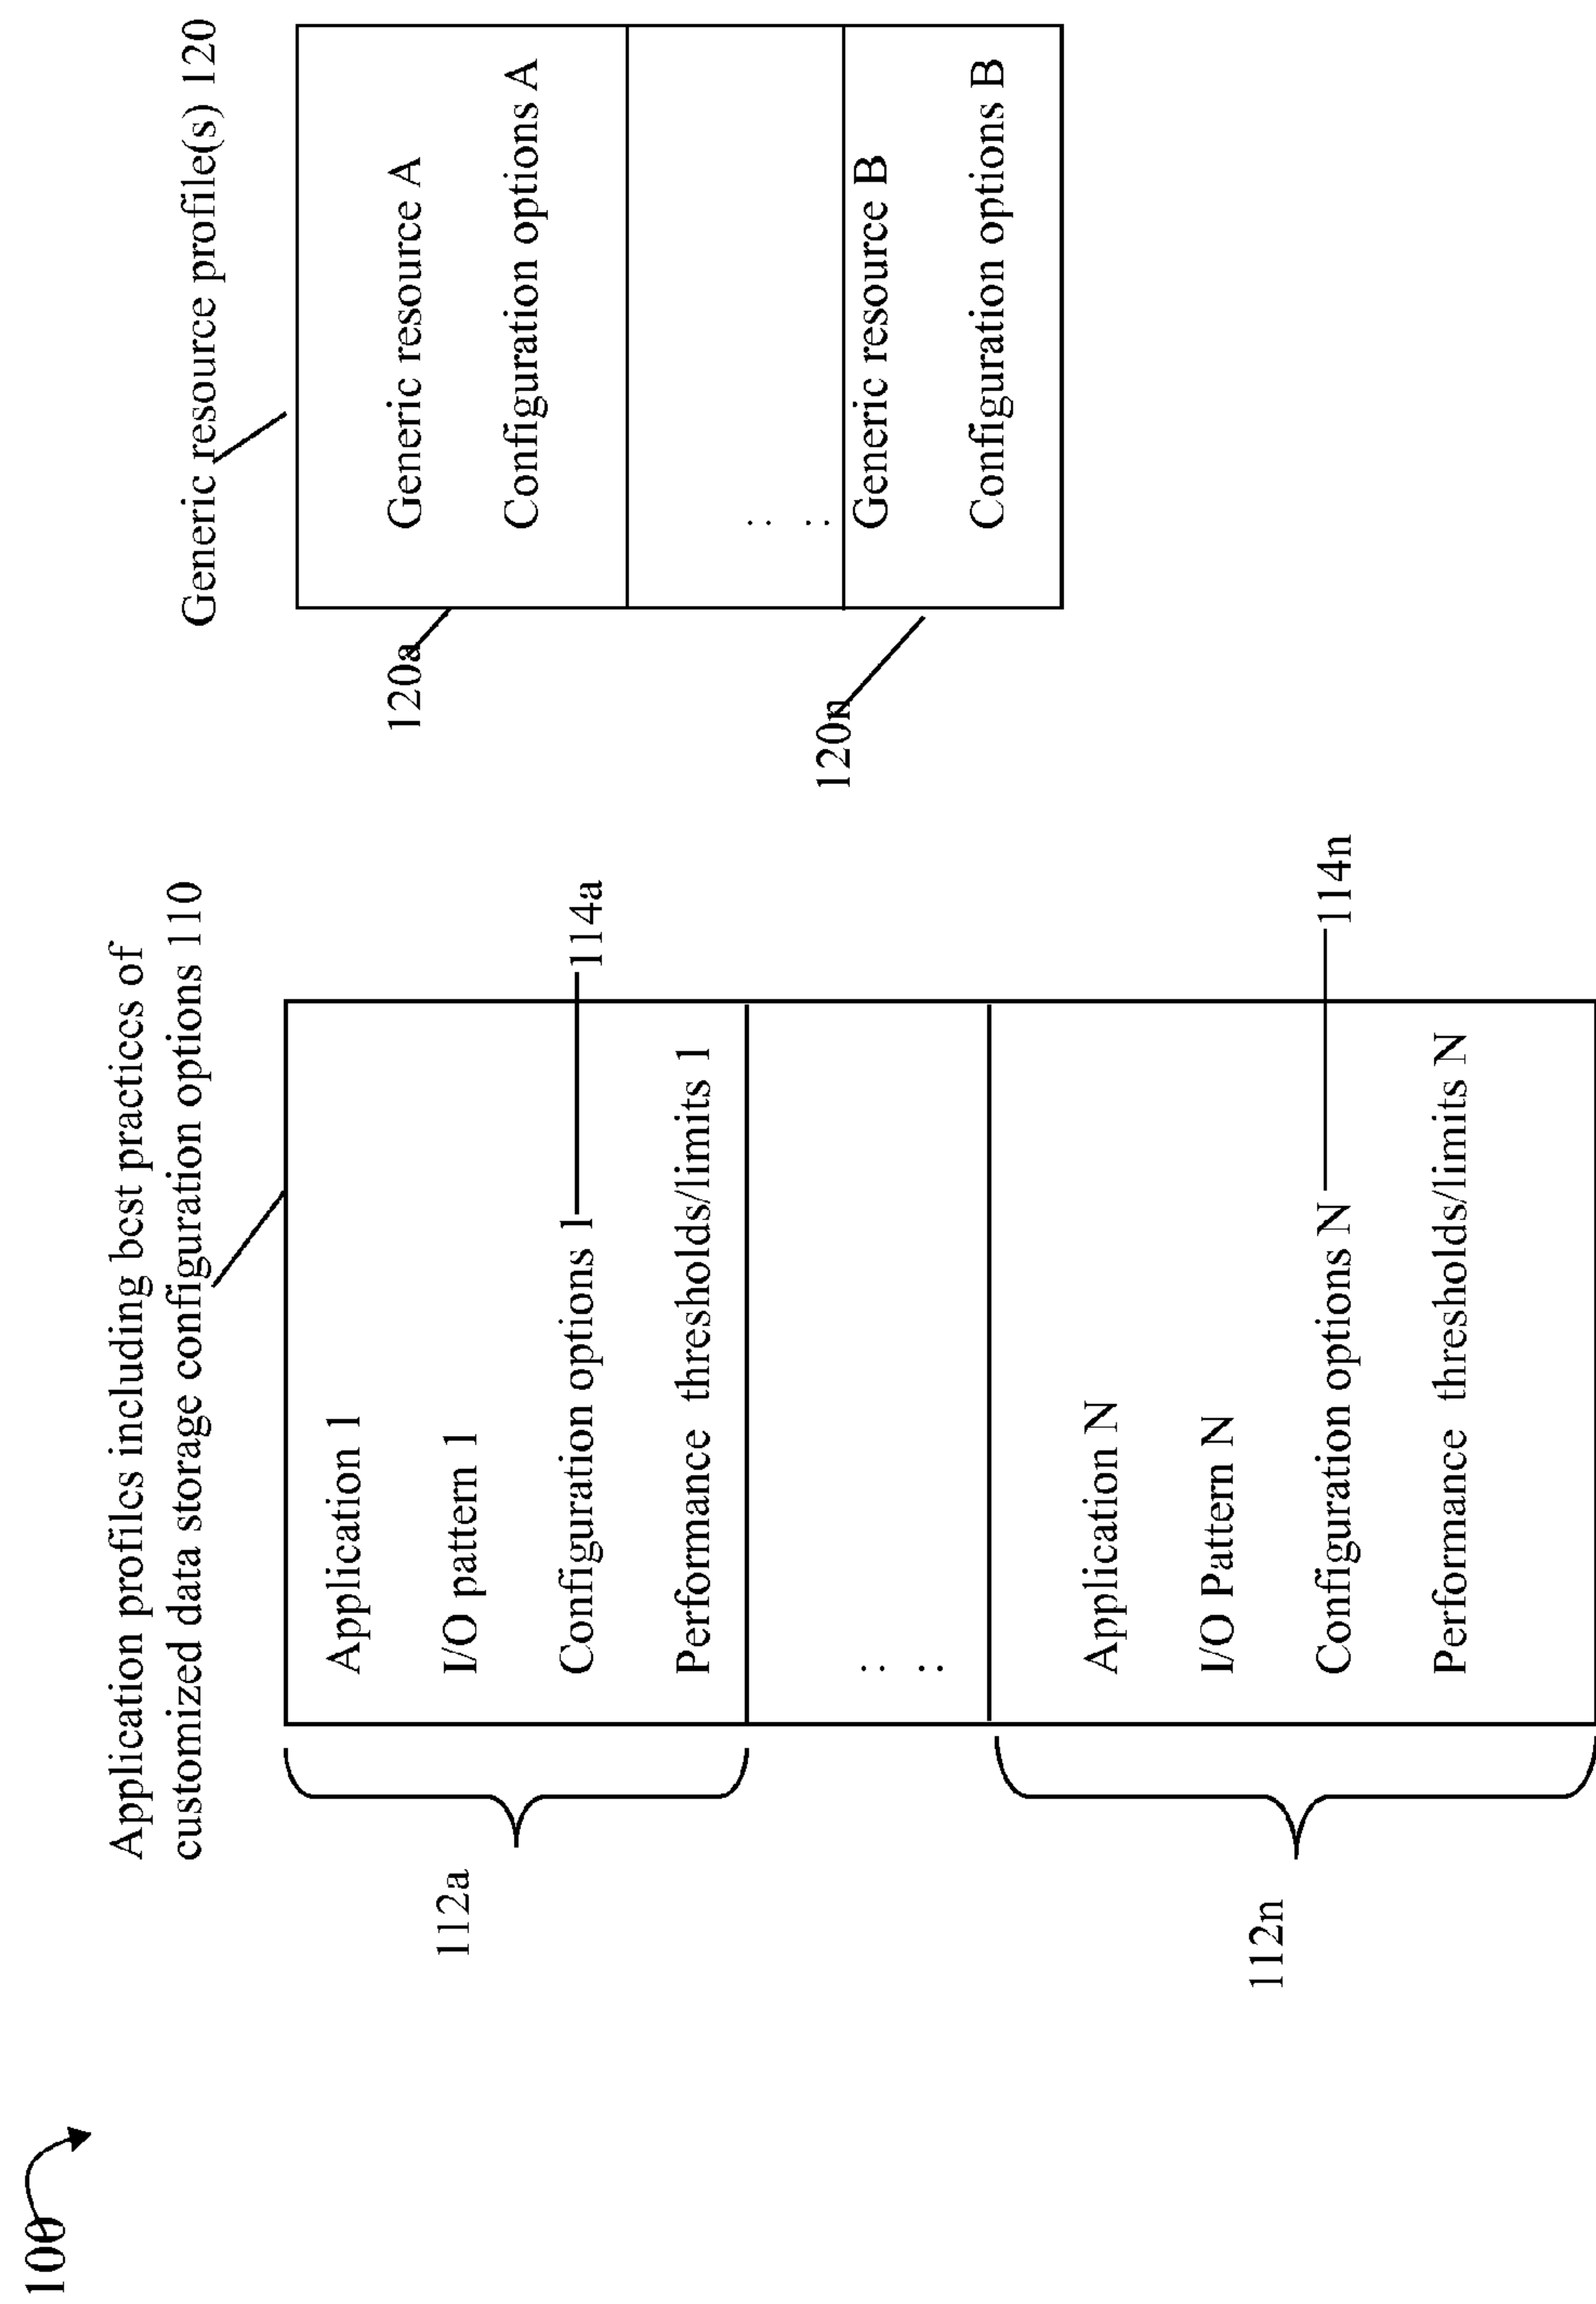 100
Application profiles including best practices of
customized data storage configuration options 110
112a
Application 1
I/O pattern 1
Configuration options 1
114a
Performance thresholds/limits 1
: :
112n
Application N
I/O Pattern N
Configuration options N
114n
Performance thresholds/limits N
Generic resource profile(s) 120
120a
Generic resource A
Configuration options A
: :
120n
Generic resource B
Configuration options B